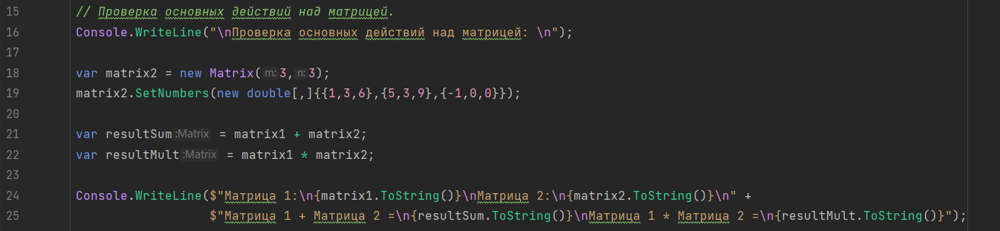 15 // Проверка основных действий над матрицей.
16 Console.WriteLine("\nПроверка основных действий над матрицей: \n");
17
18 var matrix2 = new Matrix(m:3,n:3);
19 matrix2.SetNumbers(new double[,]{{1,3,6},{5,3,9},{-1,0,0}});
20
21 var resultSum:Matrix = matrix1 + matrix2;
22 var resultMult:Matrix = matrix1 * matrix2;
23
24 Console.WriteLine($"Матрица 1:\n{matrix1.ToString()}\nМатрица 2:\n{matrix2.ToString()}\n" +
25 $"Матрица 1 + Матрица 2 =\n{resultSum.ToString()}\nМатрица 1 * Матрица 2 =\n{resultMult.ToString()}");